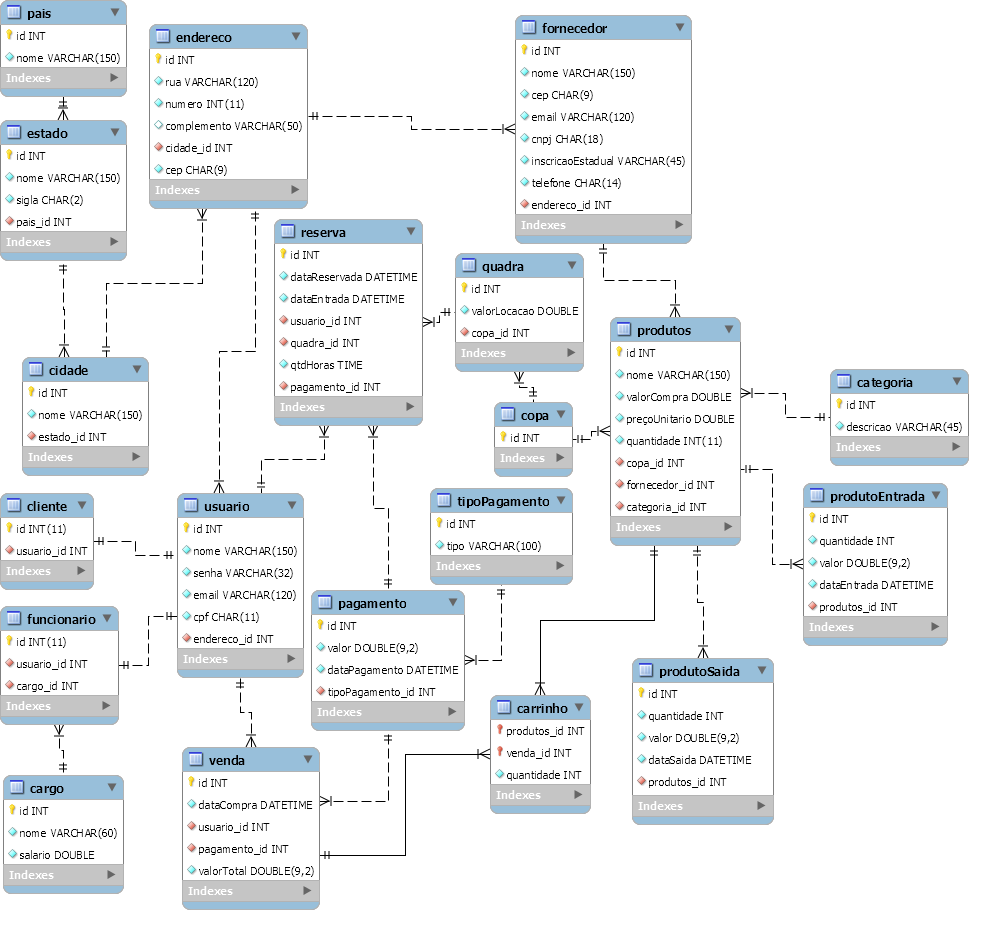 pais
id INT
nome VARCHAR(150)
Indexes
estado
id INT
nome VARCHAR(150)
sigla CHAR(2)
pais_id INT
Indexes
endereco
id INT
rua VARCHAR(120)
numero INT(11)
complemento VARCHAR(50)
cidade_id INT
cep CHAR(9)
Indexes
fornecedor
id INT
nome VARCHAR(150)
cep CHAR(9)
email VARCHAR(120)
cnpj CHAR(18)
inscricaoEstadual VARCHAR(45)
telefone CHAR(14)
endereco_id INT
Indexes
reserva
id INT
dataReservada DATETIME
dataEntrada DATETIME
usuario_id INT
quadra_id INT
qtdHoras TIME
pagamento_id INT
Indexes
quadra
id INT
valorLocacao DOUBLE
copa_id INT
Indexes
produtos
id INT
nome VARCHAR(150)
valorCompra DOUBLE
preçoUnitario DOUBLE
quantidade INT(11)
copa_id INT
fornecedor_id INT
categoria_id INT
Indexes
cidade
id INT
nome VARCHAR(150)
estado_id INT
Indexes
copa
id INT
Indexes
categoria
id INT
descricao VARCHAR(45)
Indexes
cliente
id INT(11)
usuario_id INT
Indexes
usuario
id INT
nome VARCHAR(150)
senha VARCHAR(32)
email VARCHAR(120)
cpf CHAR(11)
endereco_id INT
Indexes
tipoPagamento
id INT
tipo VARCHAR(100)
Indexes
produtoEntrada
id INT
quantidade INT
valor DOUBLE(9,2)
dataEntrada DATETIME
produtos_id INT
Indexes
funcionario
id INT(11)
usuario_id INT
cargo_id INT
Indexes
pagamento
id INT
valor DOUBLE(9,2)
dataPagamento DATETIME
tipoPagamento_id INT
Indexes
produtoSaida
id INT
quantidade INT
valor DOUBLE(9,2)
dataSaida DATETIME
produtos_id INT
Indexes
carrinho
produtos_id INT
venda_id INT
quantidade INT
Indexes
venda
id INT
dataCompra DATETIME
usuario_id INT
pagamento_id INT
valorTotal DOUBLE(9,2)
Indexes
cargo
id INT
nome VARCHAR(60)
salario DOUBLE
Indexes